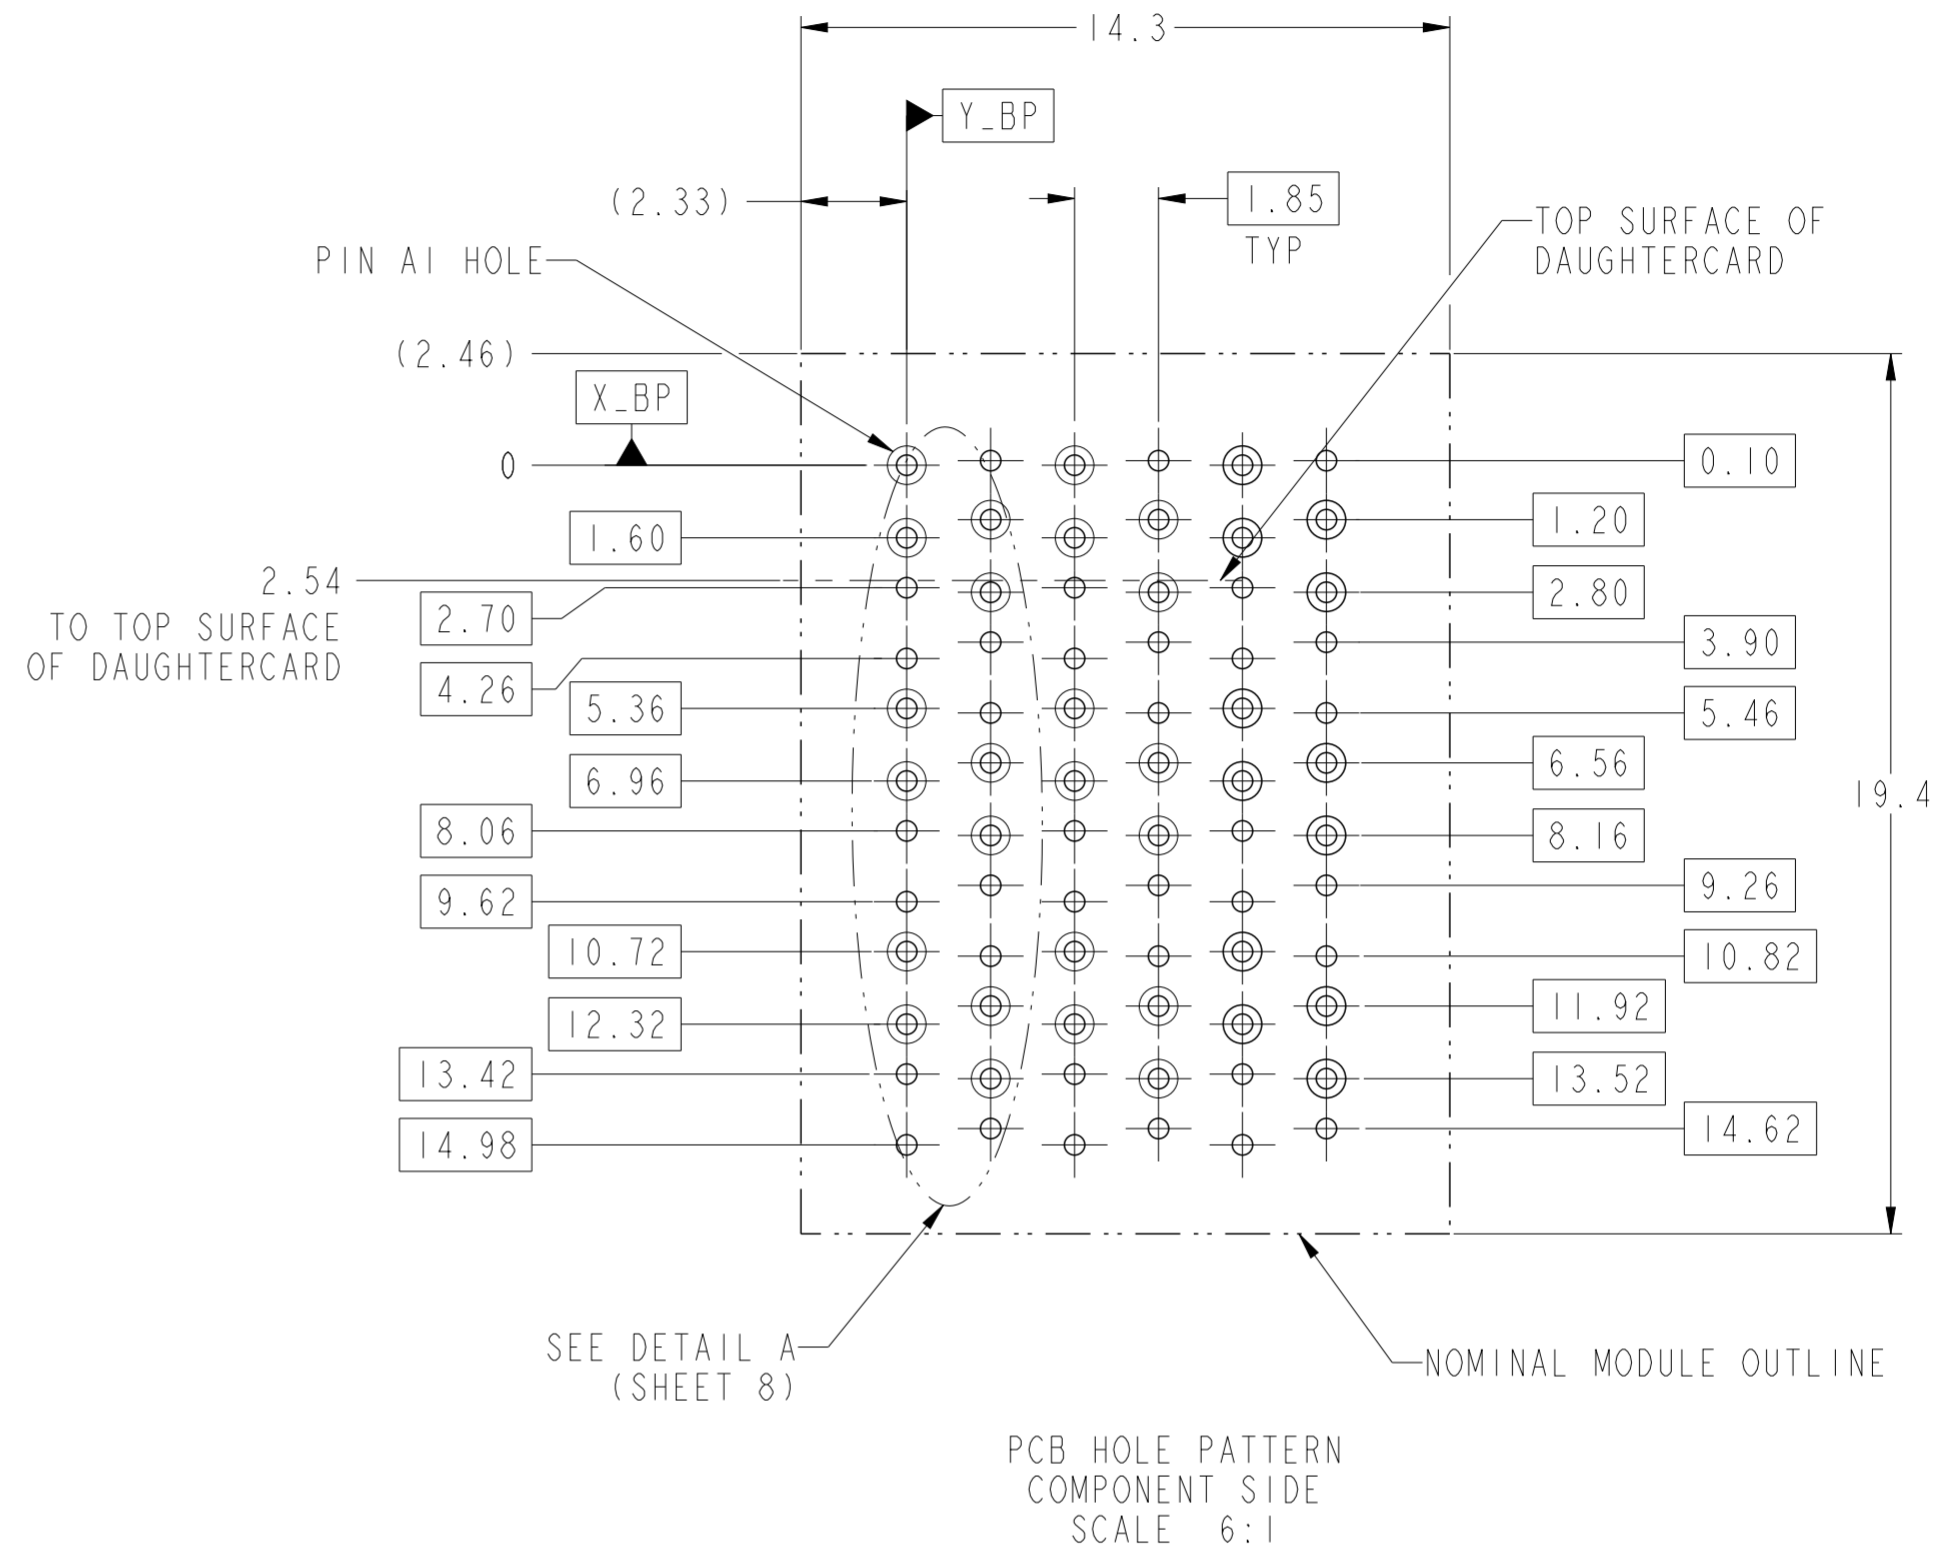 14.3
Y_BP
(2.33)
1.85
TYP
TOP SURFACE OF
DAUGHTERCARD
PIN A1 HOLE
(2.46)
X_BP
0
0.10
1.60
1.20
2.54
TO TOP SURFACE
OF DAUGHTERCARD
2.70
2.80
3.90
4.26
5.36
5.46
6.96
6.56
19.4
8.06
8.16
9.62
9.26
10.72
10.82
12.32
11.92
13.42
13.52
14.98
14.62
SEE DETAIL A
(SHEET 8)
NOMINAL MODULE OUTLINE
PCB HOLE PATTERN
COMPONENT SIDE
SCALE 6:1